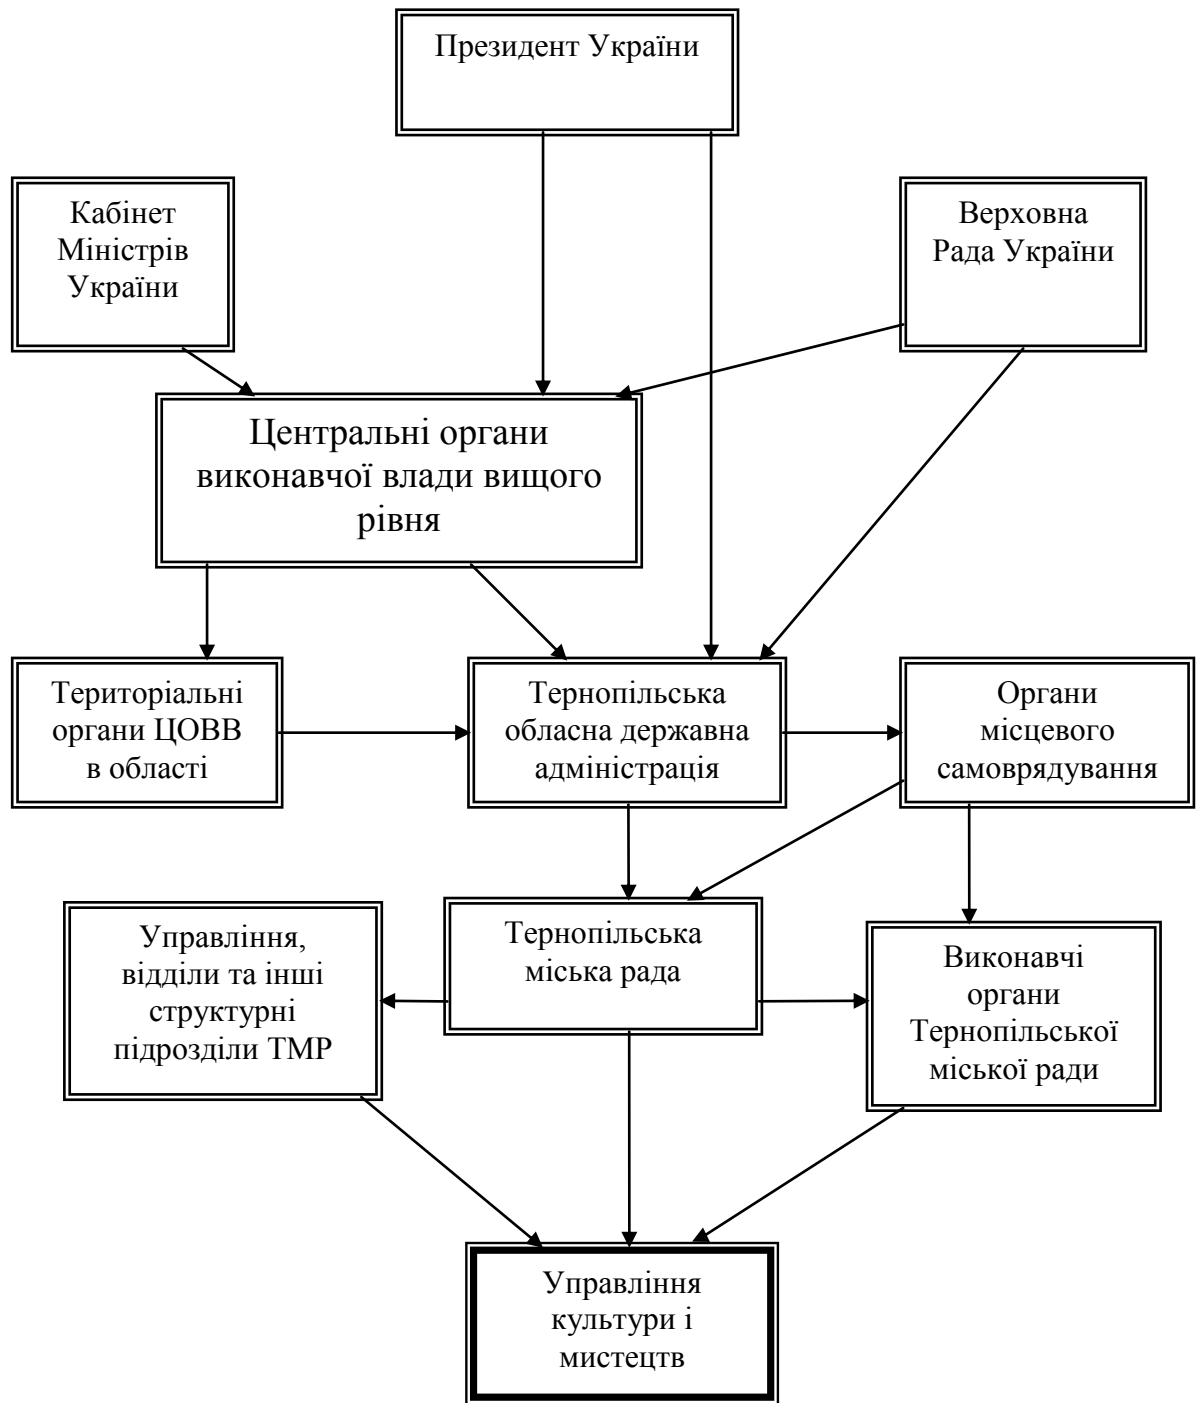 Президент України
Кабінет
Міністрів
України
Верховна
Рада України
Центральні органи
виконавчої влади вищого
рівня
Територіальні
органи ЦОВВ
в області
Тернопільська
обласна державна
адміністрація
Органи
місцевого
самоврядування
Управління,
відділи та інші
структурні
підрозділи ТМР
Тернопільська
міська рада
Виконавчі
органи
Тернопільської
міської ради
Управління
культури і
мистецтв